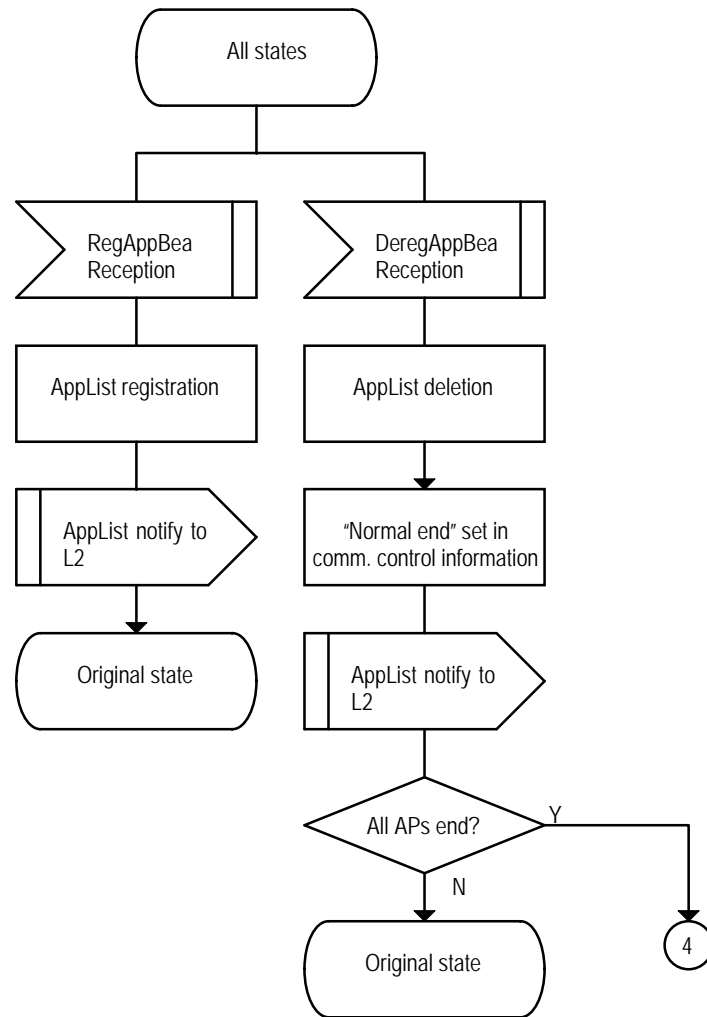 All states
RegAppBea
Reception
DeregAppBea
Reception
AppList registration
AppList deletion
AppList notify to
L2
“Normal end” set in
comm. control information
Original state
AppList notify to
L2
All APs end?
Y
N
Original state
4